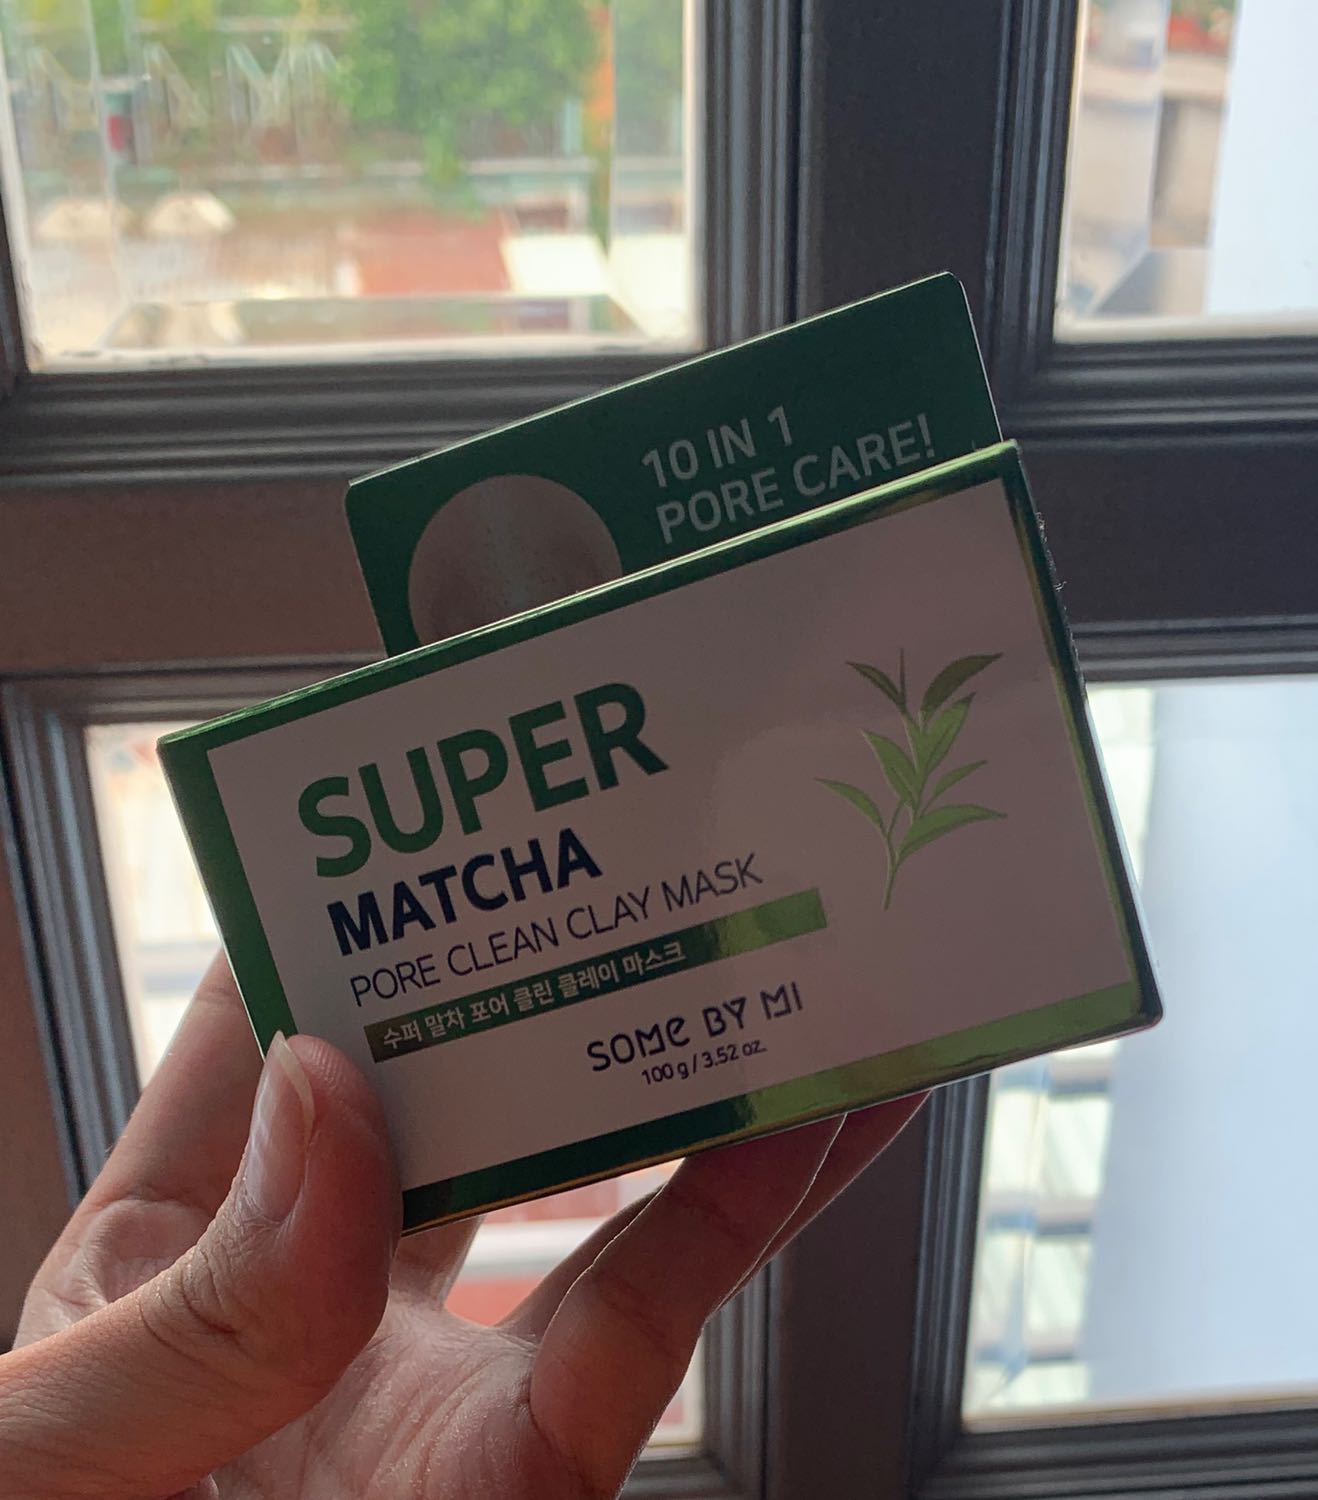 10 IN 1
PORE CARE!
SUPER
MATCHA
PORE CLEAN CLAY MASK
수퍼 말차 포어 클린 클레이 마스크
SOME BY MI
100 g / 3.52 oz.